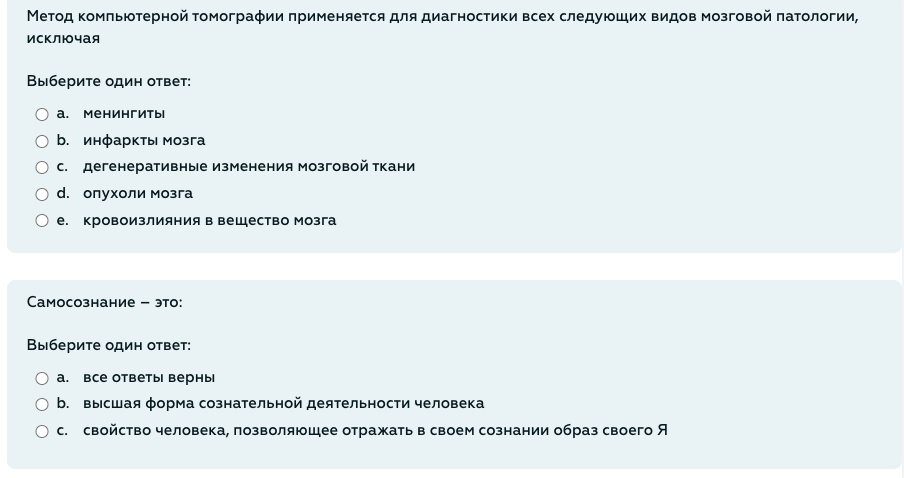 Метод компьютерной томографии применяется для диагностики всех следующих видов мозговой патологии,
исключая
Выберите один ответ:
a. менингиты
b. инфаркты мозга
c. дегенеративные изменения мозговой ткани
d. опухоли мозга
e. кровоизлияния в вещество мозга
Самосознание – это:
Выберите один ответ:
a. все ответы верны
b. высшая форма сознательной деятельности человека
c. свойство человека, позволяющее отражать в своем сознании образ своего Я